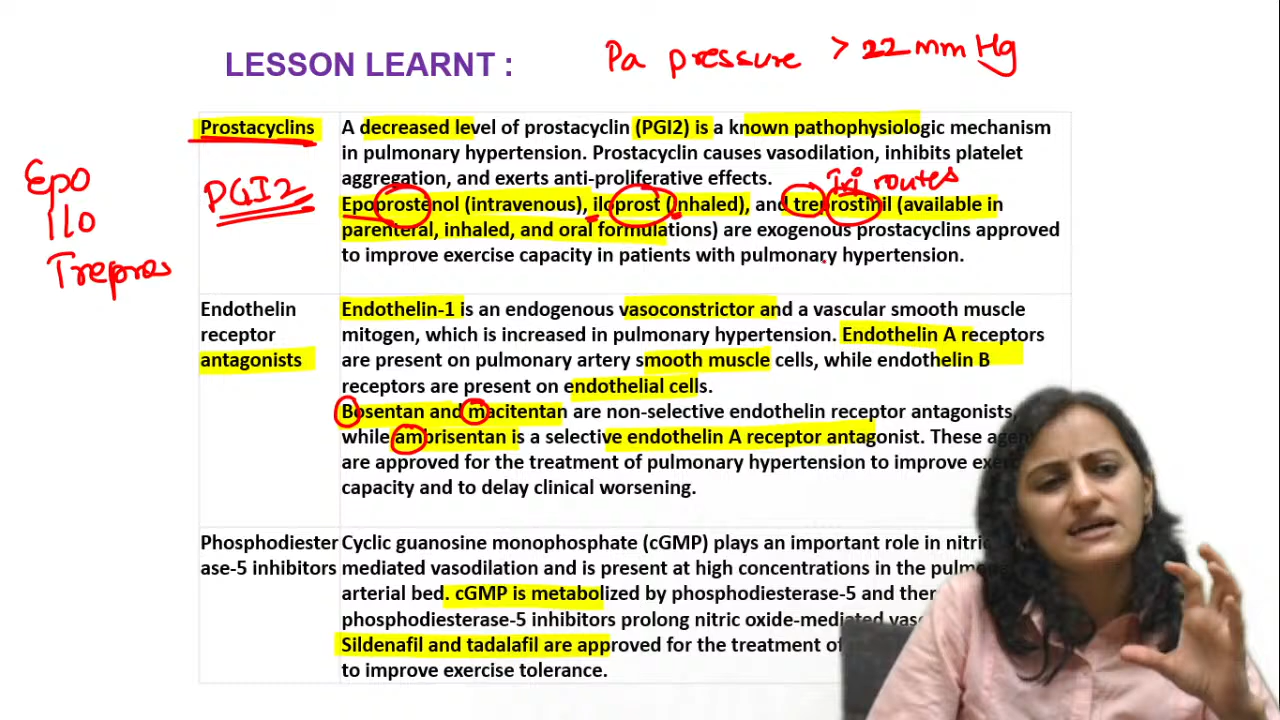 LESSON LEARNT :
Pa pressure > 22 mm Hg
Prostacyclins
A decreased level of prostacyclin (PGI2) is a known pathophysiologic mechanism
in pulmonary hypertension. Prostacyclin causes vasodilation, inhibits platelet
aggregation, and exerts anti-proliferative effects.
Tri routes
Epoprostenol (intravenous), iloprost (inhaled), and treprostinil (available in
parenteral, inhaled, and oral formulations) are exogenous prostacyclins approved
to improve exercise capacity in patients with pulmonary hypertension.
PGI2
Epo
Ilo
Trepros
Endothelin
receptor
antagonists
Endothelin-1 is an endogenous vasoconstrictor and a vascular smooth muscle
mitogen, which is increased in pulmonary hypertension. Endothelin A receptors
are present on pulmonary artery smooth muscle cells, while endothelin B
receptors are present on endothelial cells.
Bosentan and macitentan are non-selective endothelin receptor antagonists,
while ambrisentan is a selective endothelin A receptor antagonist. These
are approved for the treatment of pulmonary hypertension to improve
capacity and to delay clinical worsening.
Phosphodiester
ase-5 inhibitors
Cyclic guanosine monophosphate (cGMP) plays an important role in
mediated vasodilation and is present at high concentrations in the
arterial bed. cGMP is metabolized by phosphodiesterase-5 and
phosphodiesterase-5 inhibitors prolong nitric oxide-mediated
Sildenafil and tadalafil are approved for the treatment
to improve exercise tolerance.